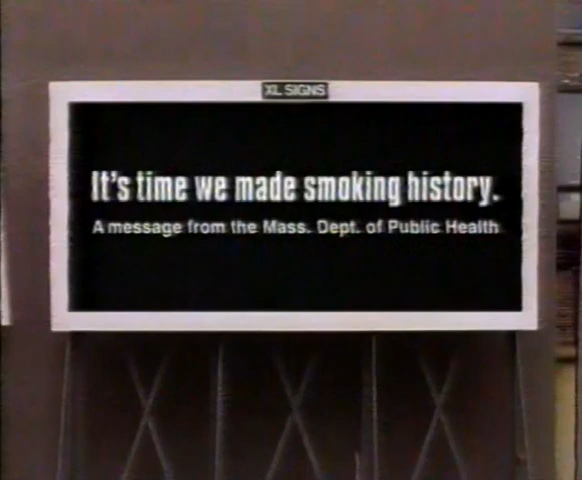 XL SIGNS
It's time we made smoking history.
A message from the Mass. Dept. of Public Health